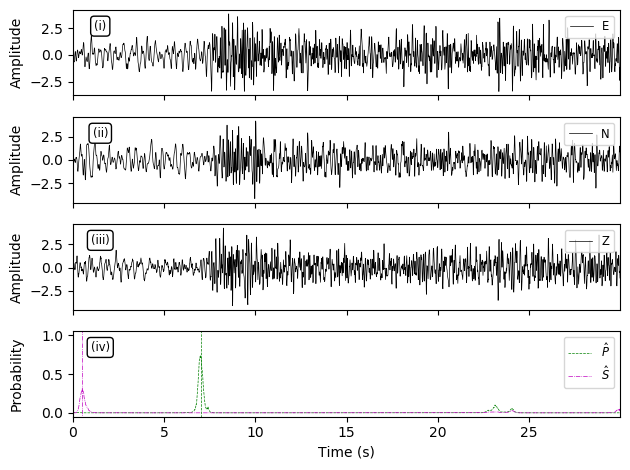 (i)
E
Amplitude
2.5
0.0
−2.5
(ii)
N
Amplitude
2.5
0.0
−2.5
(iii)
Z
Amplitude
2.5
0.0
−2.5
(iv)
P̂
Ŝ
Probability
1.0
0.5
0.0
0 5 10 15 20 25
Time (s)